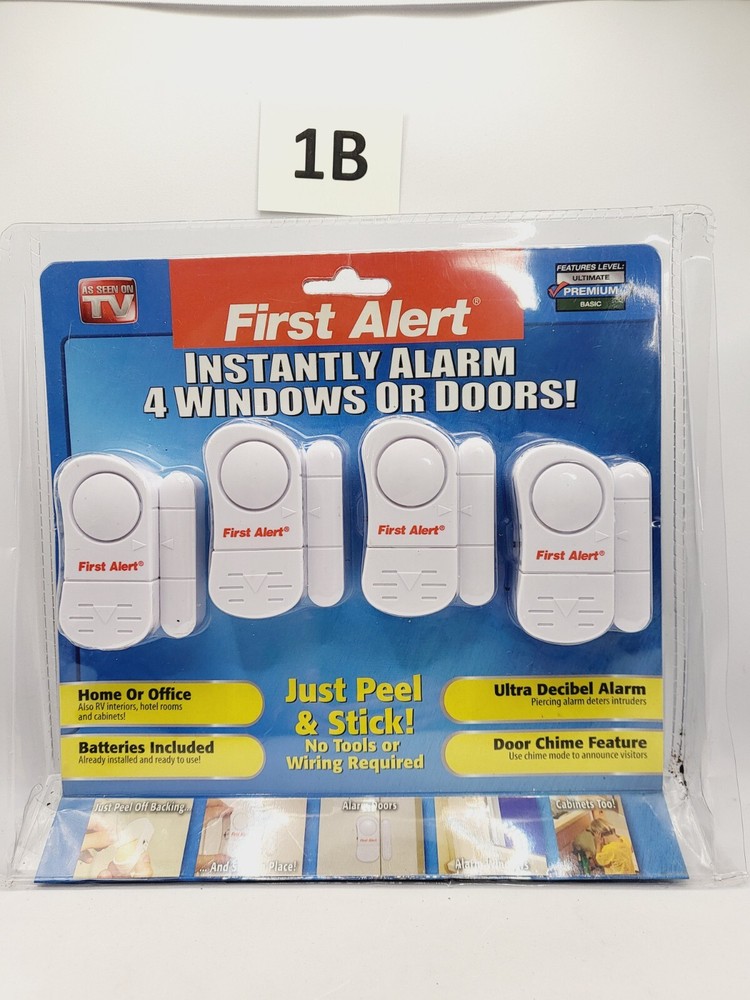 1B
AS SEEN ON
TV
FEATURES LEVEL:
ULTIMATE
PREMIUM
BASIC
First Alert®
INSTANTLY ALARM
4 WINDOWS OR DOORS!
First Alert®
First Alert®
First Alert®
First Alert®
Home Or Office
Also RV interiors, hotel rooms
and cabinets!
Batteries Included
Already installed and ready to use!
Just Peel
& Stick!
No Tools or
Wiring Required
Ultra Decibel Alarm
Piercing alarm deters intruders
Door Chime Feature
Use chime mode to announce visitors
Just Peel Off Backing...
... And Place!
Alarm Doors
First Alert
Cabinets Too!